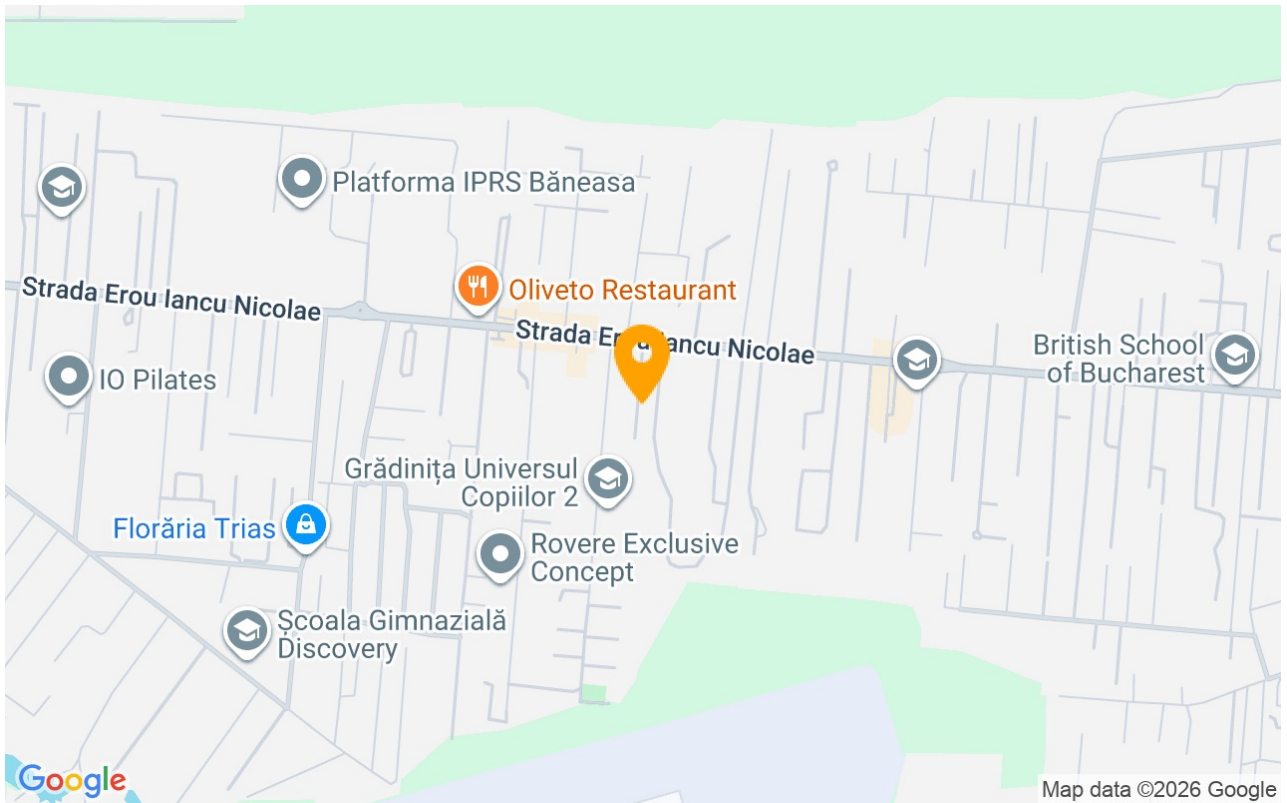 Platforma IPRS Băneasa
Strada Erou Iancu Nicolae
Oliveto Restaurant
Strada Erou Iancu Nicolae
British School
of Bucharest
IO Pilates
Grădinița Universul
Copiilor 2
Florăria Trias
Rovere Exclusive
Concept
Școala Gimnazială
Discovery
Google
Map data ©2026 Google